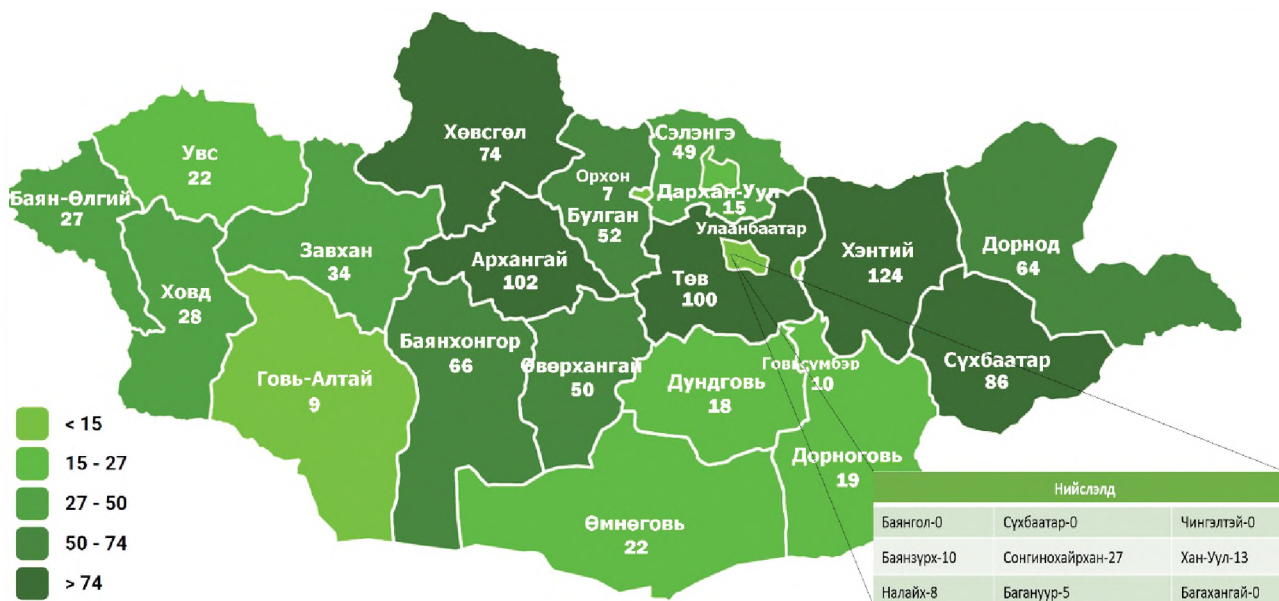 Хөвсгөл
74
Увс
22
Сэлэнгэ
49
Орхон
7
Баян-Өлгий
27
Дархан-Уул
15
Булган
52
Улаанбаатар
Завхан
34
Архангай
102
Хэнтий
124
Дорнод
64
Төв
100
Ховд
28
Баянхонгор
66
Өвөрхангай
50
Говьсүмбэр
10
Сүхбаатар
86
Говь-Алтай
9
Дундговь
18
Дорноговь
19
Өмнөговь
22
< 15
15 - 27
27 - 50
50 - 74
> 74
Нийслэлд
Баянгол-0 Сүхбаатар-0 Чингэлтэй-0
Баянзүрх-10 Сонгинохайрхан-27 Хан-Уул-13
Налайх-8 Багануур-5 Багахангай-0